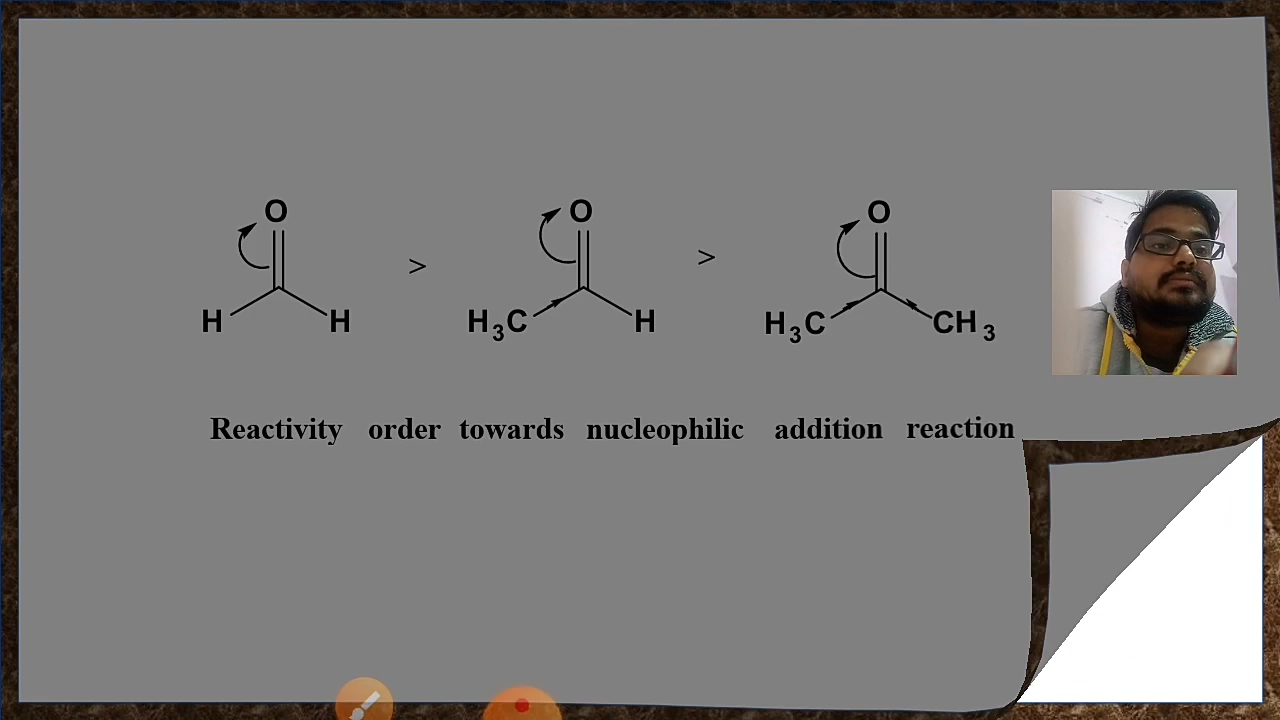 O > O > O
H H H₃C H H₃C CH₃
Reactivity order towards nucleophilic addition reaction